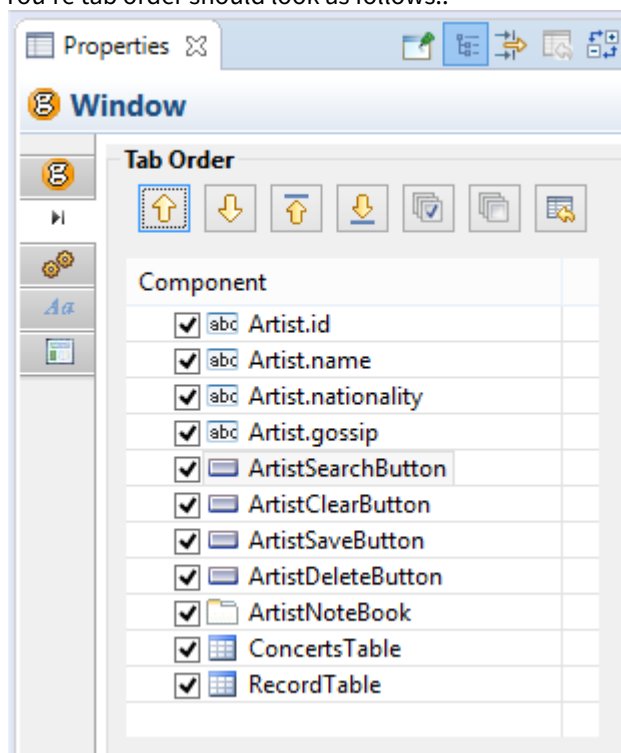 You're tab order should look as follows..
Properties
Window
Tab Order
Component
Aa
abc Artist.id
abc Artist.name
abc Artist.nationality
abc Artist.gossip
ArtistSearchButton
ArtistClearButton
ArtistSaveButton
ArtistDeleteButton
ArtistNoteBook
ConcertsTable
RecordTable